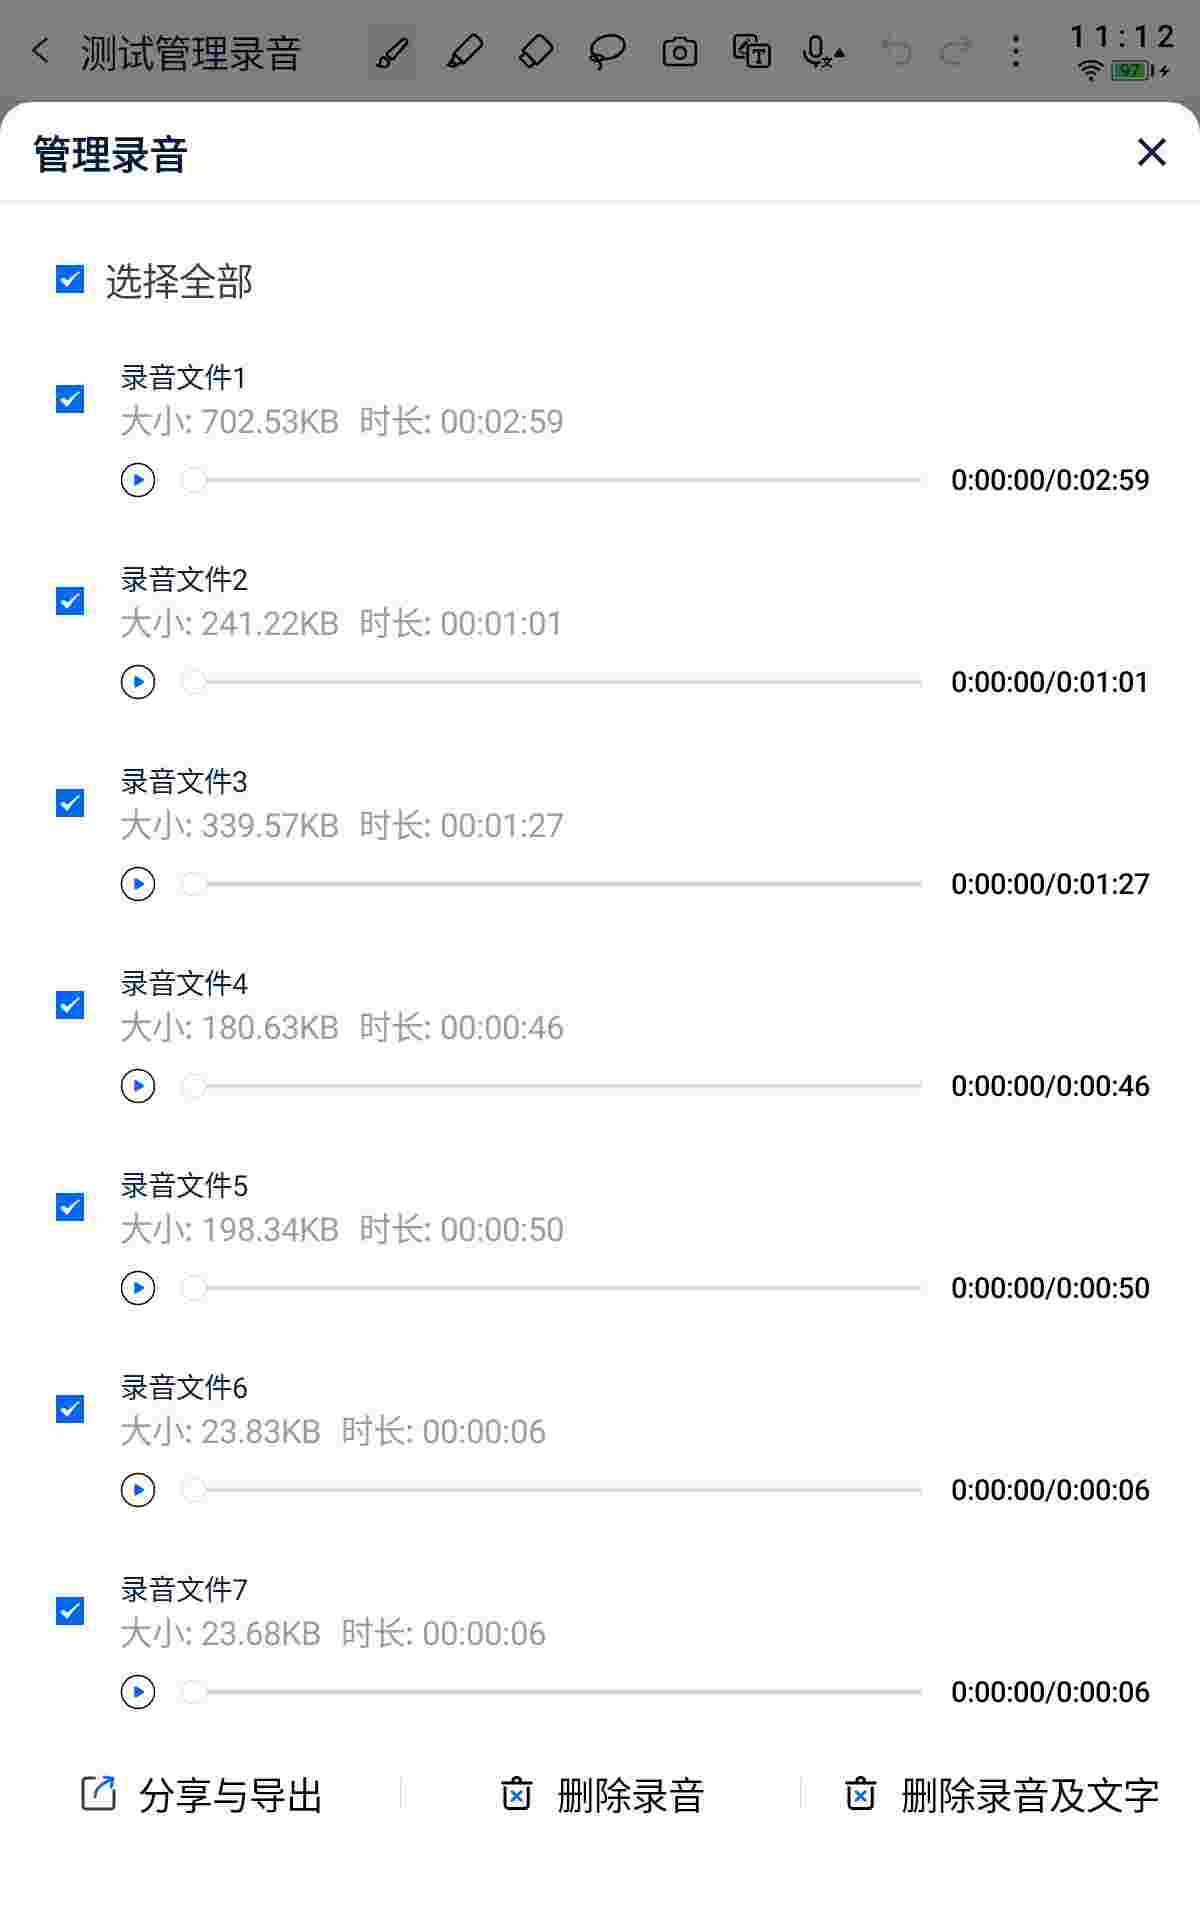 测试管理录音
11:12
97
管理录音
选择全部
录音文件1
大小: 702.53KB 时长: 00:02:59
0:00:00/0:02:59
录音文件2
大小: 241.22KB 时长: 00:01:01
0:00:00/0:01:01
录音文件3
大小: 339.57KB 时长: 00:01:27
0:00:00/0:01:27
录音文件4
大小: 180.63KB 时长: 00:00:46
0:00:00/0:00:46
录音文件5
大小: 198.34KB 时长: 00:00:50
0:00:00/0:00:50
录音文件6
大小: 23.83KB 时长: 00:00:06
0:00:00/0:00:06
录音文件7
大小: 23.68KB 时长: 00:00:06
0:00:00/0:00:06
分享与导出 删除录音 删除录音及文字